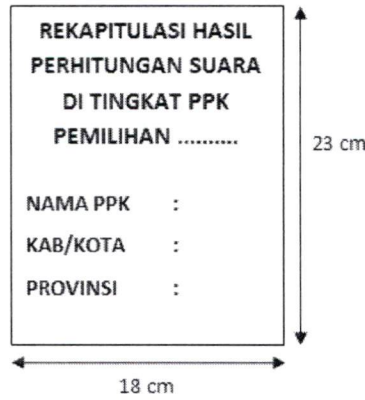 REKAPITULASI HASIL
PERHITUNGAN SUARA
DI TINGKAT PPK
PEMILIHAN ..........
23 cm
NAMA PPK :
KAB/KOTA :
PROVINSI :
18 cm